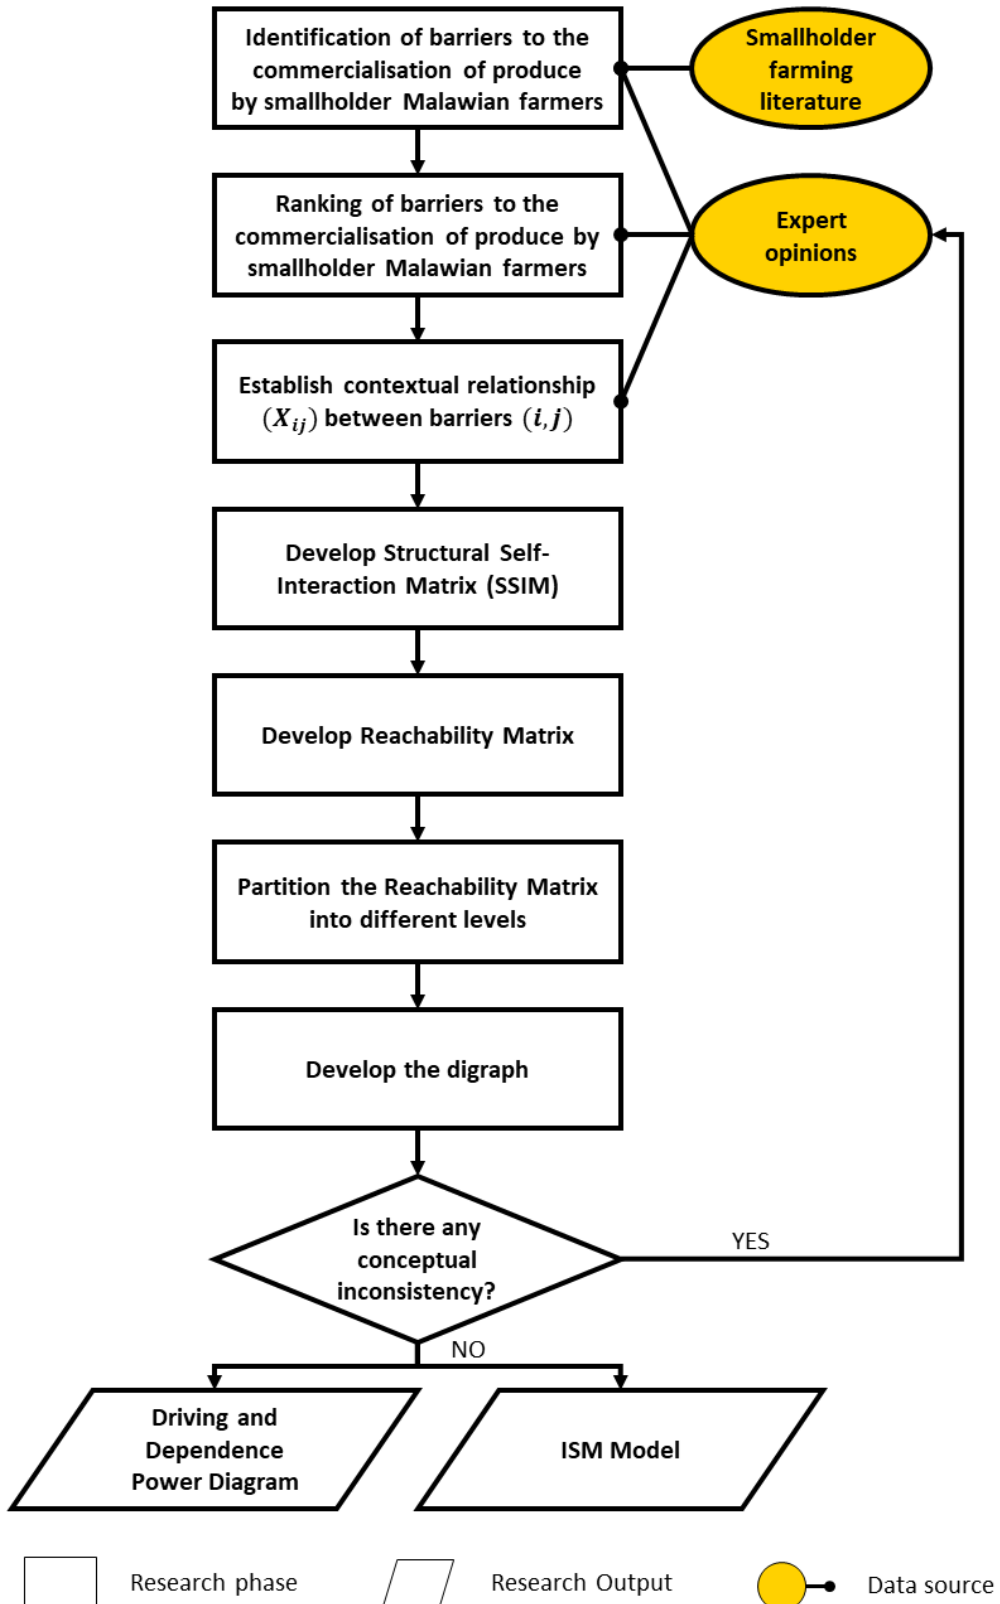 Identification of barriers to the
commercialisation of produce
by smallholder Malawian farmers
Smallholder
farming
literature
Ranking of barriers to the
commercialisation of produce by
smallholder Malawian farmers
Expert
opinions
Establish contextual relationship
(X_{ij}) between barriers (i,j)
Develop Structural Self-
Interaction Matrix (SSIM)
Develop Reachability Matrix
Partition the Reachability Matrix
into different levels
Develop the digraph
Is there any
conceptual
inconsistency?
YES
NO
Driving and
Dependence
Power Diagram
ISM Model
Research phase
Research Output
Data source